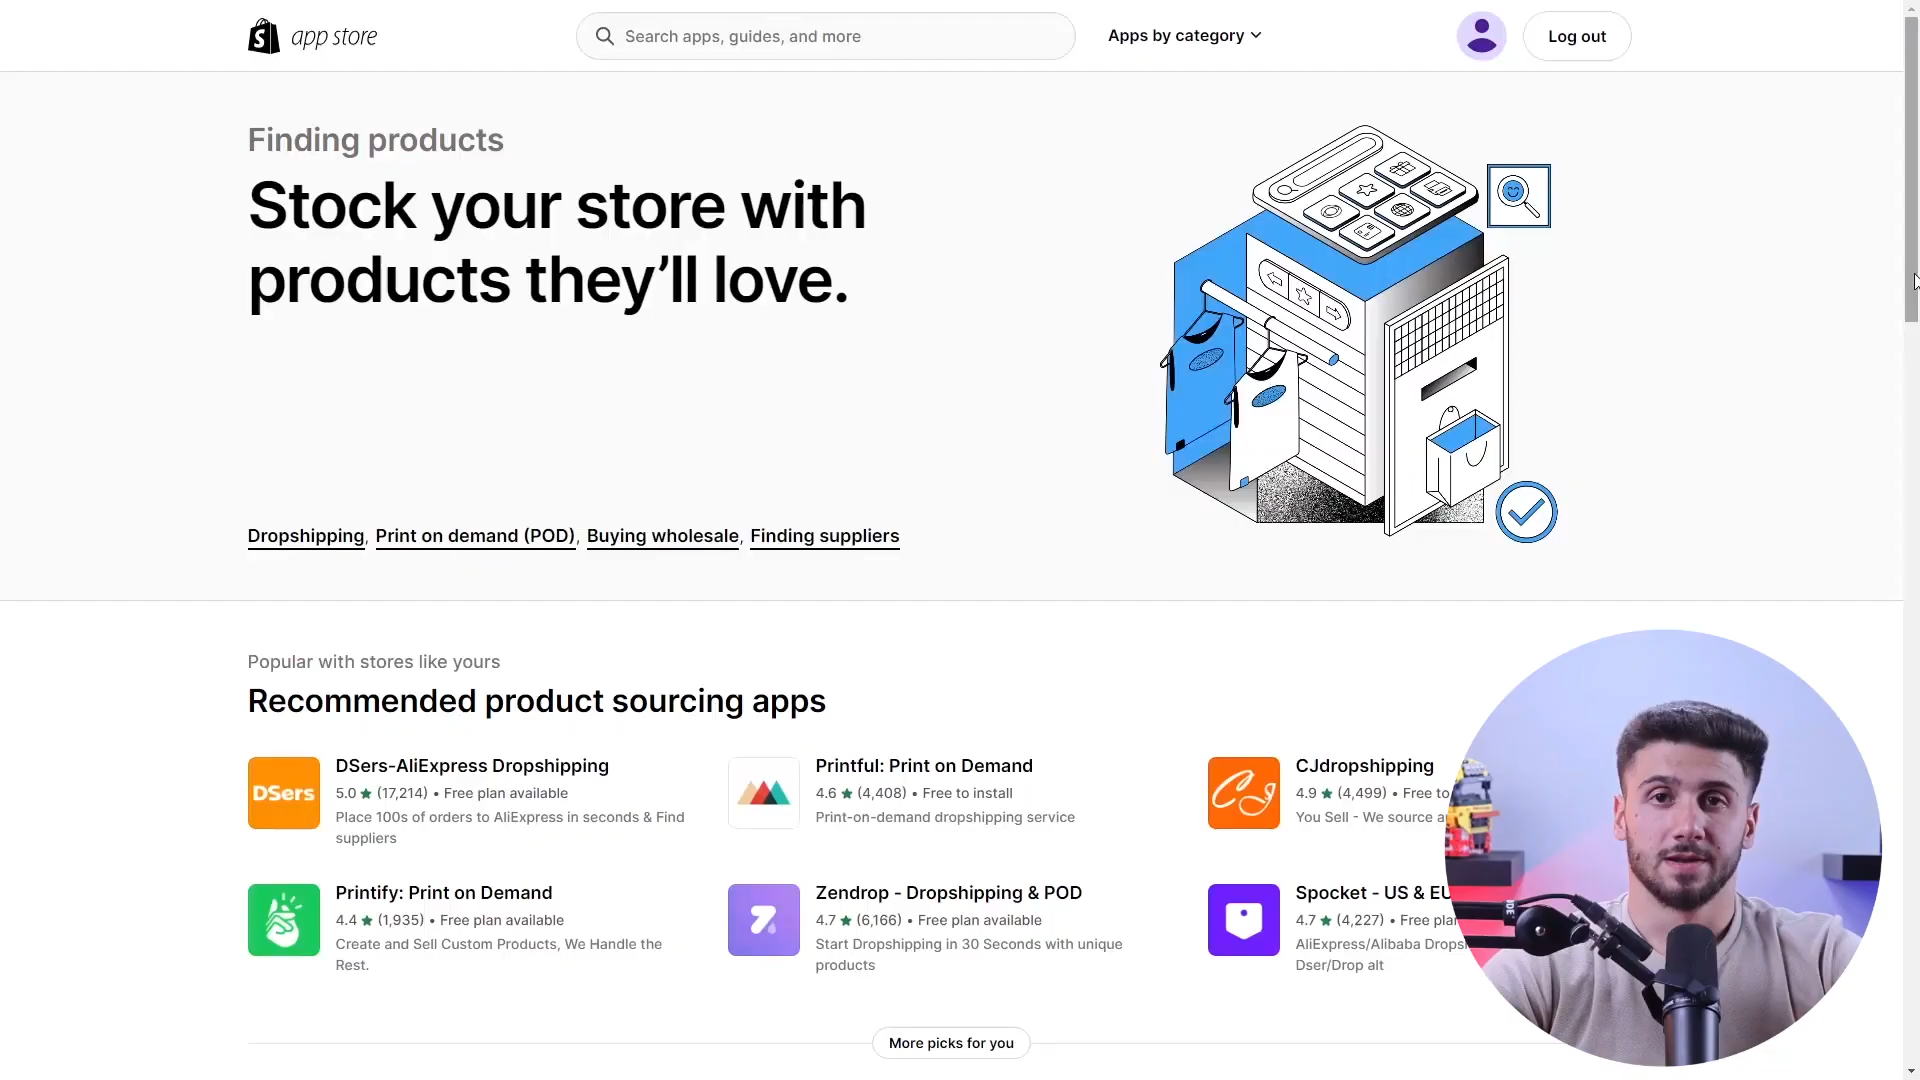 app store
Search apps, guides, and more
Apps by category
Log out
Finding products
Stock your store with
products they’ll love.
Dropshipping, Print on demand (POD), Buying wholesale, Finding suppliers
Popular with stores like yours
Recommended product sourcing apps
DSers
DSers-AliExpress Dropshipping
5.0 ★ (17,214) • Free plan available
Place 100s of orders to AliExpress in seconds & Find
suppliers
Printful: Print on Demand
4.6 ★ (4,408) • Free to install
Print-on-demand dropshipping service
CJ
CJdropshipping
4.9 ★ (4,499) • Free to
You Sell - We source
Printify: Print on Demand
4.4 ★ (1,935) • Free plan available
Create and Sell Custom Products, We Handle the
Rest.
Zendrop - Dropshipping & POD
4.7 ★ (6,166) • Free plan available
Start Dropshipping in 30 Seconds with unique
products
Spocket - US & EU
4.7 ★ (4,227) • Free
AliExpress/Alibaba
Dser/Drop alt
More picks for you